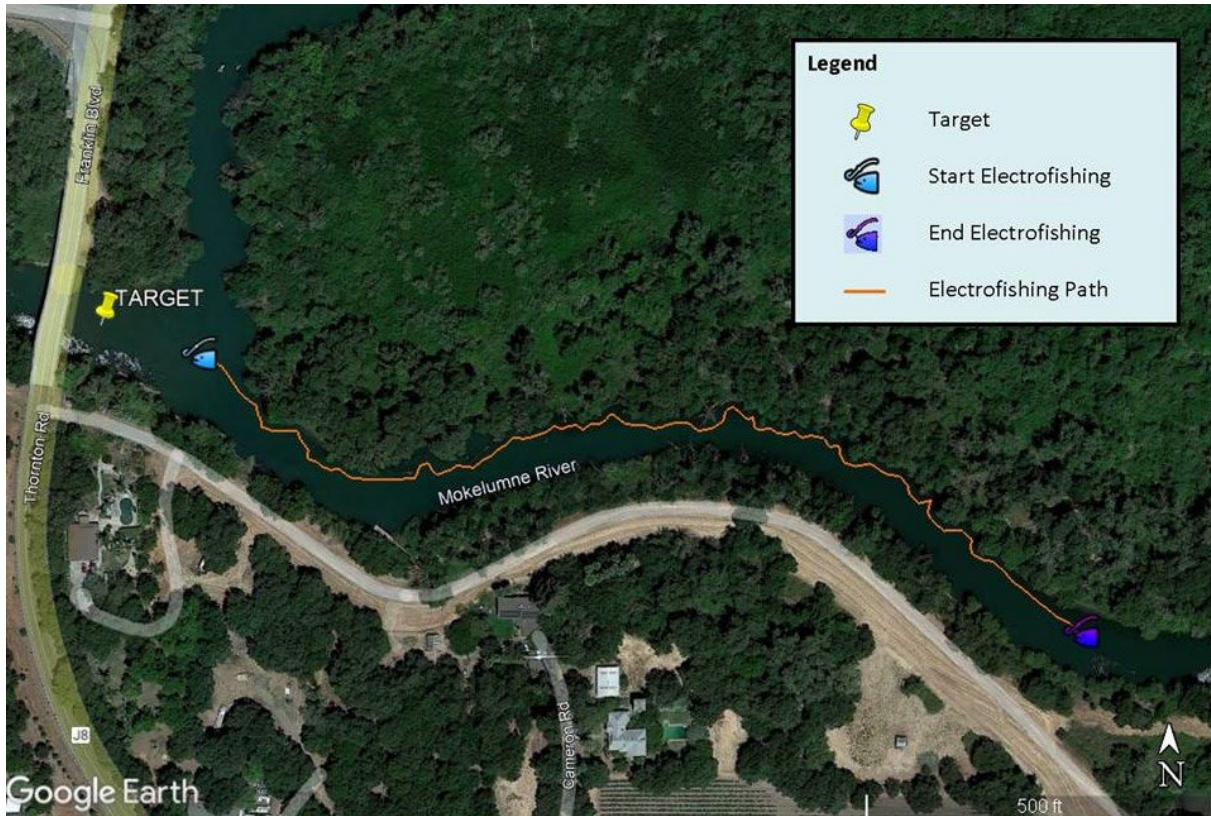 Legend
Target
Start Electrofishing
End Electrofishing
Electrofishing Path
Franklin Blvd
TARGET
Thornton Rd
Mokelumne River
J8
Cameron Rd
N
Google Earth
500 ft